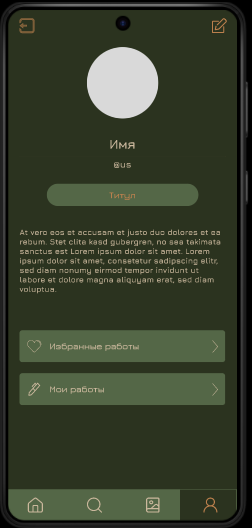 Имя
@us
Титул
At vero eos et accusam et justo duo dolores et ea
rebum. Stet clita kasd gubergren, no sea takimata
sanctus est Lorem ipsum dolor sit amet. Lorem
ipsum dolor sit amet, consetetur sadipscing elitr,
sed diam nonumy eirmod tempor invidunt ut
labore et dolore magna aliquyam erat, sed diam
voluptua.
Избранные работы
Мои работы